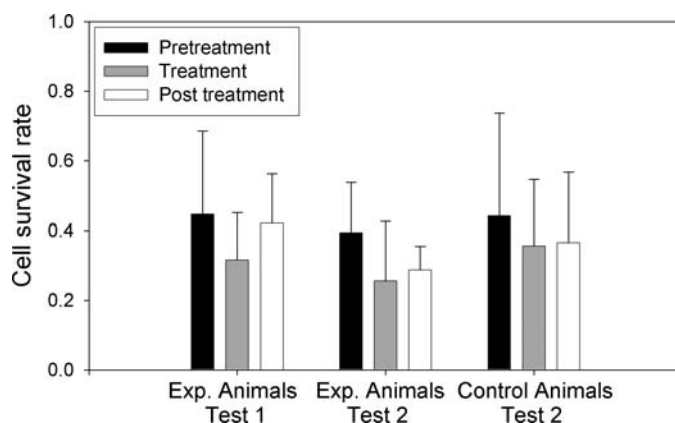 1.0
0.8
0.6
0.4
0.2
0.0
Cell survival rate
Pretreatment
Treatment
Post treatment
Exp. Animals
Test 1
Exp. Animals
Test 2
Control Animals
Test 2